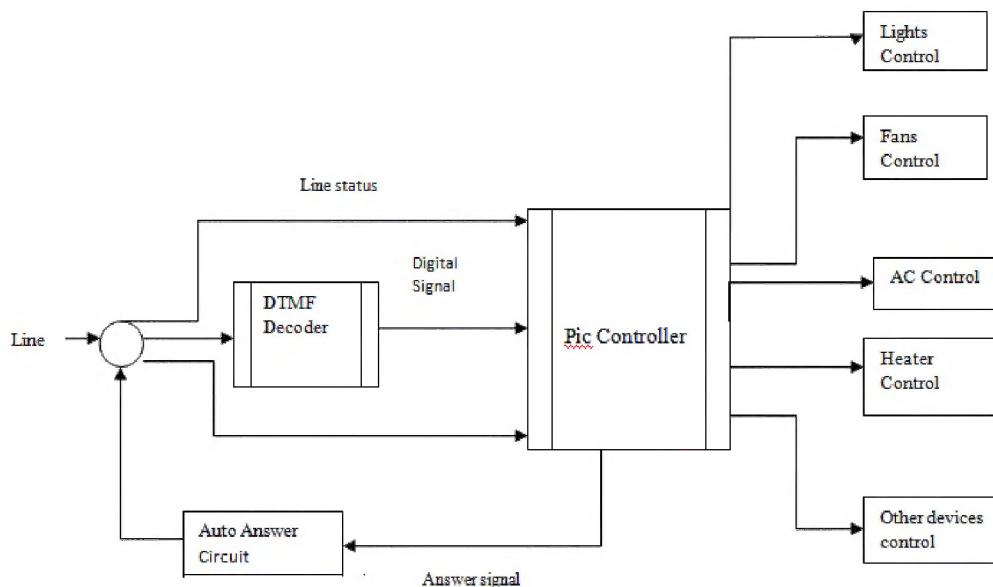 Lights
Control
Fans
Control
Line status
Digital
Signal
AC Control
DTMF
Decoder
Line
Pic Controller
Heater
Control
Auto Answer
Circuit
Other devices
control
Answer signal